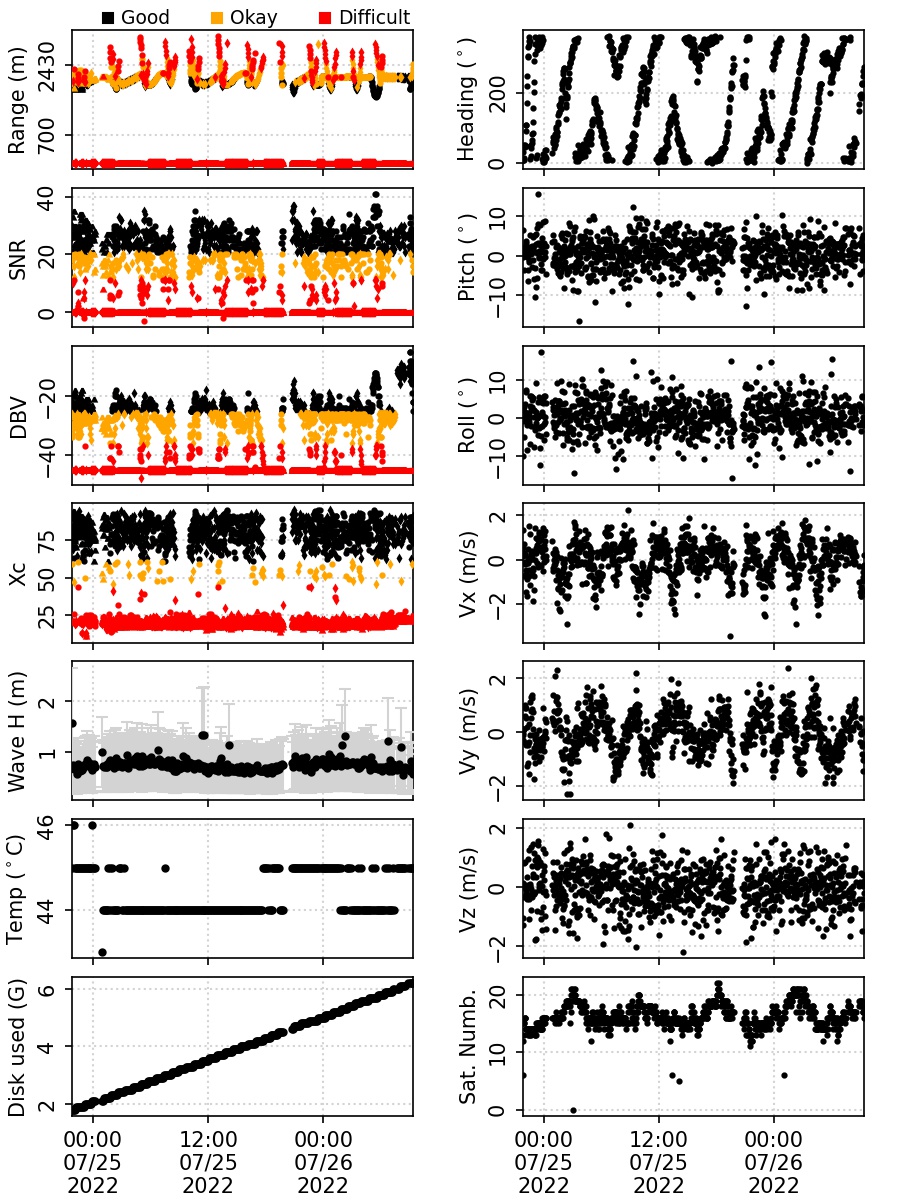 Good Okay Difficult
Range (m)
2430
700
Heading (°)
200
0
SNR
40
20
0
Pitch (°)
10
0
−10
DBV
−20
−40
Roll (°)
10
0
−10
Xc
75
50
25
Vx (m/s)
2
0
−2
Wave H (m)
2
1
Vy (m/s)
2
0
−2
Temp (°C)
46
44
Vz (m/s)
2
0
−2
Disk used (G)
6
4
2
Sat. Numb.
20
10
0
00:00 12:00 00:00
07/25 07/25 07/26
2022 2022 2022
00:00 12:00 00:00
07/25 07/25 07/26
2022 2022 2022